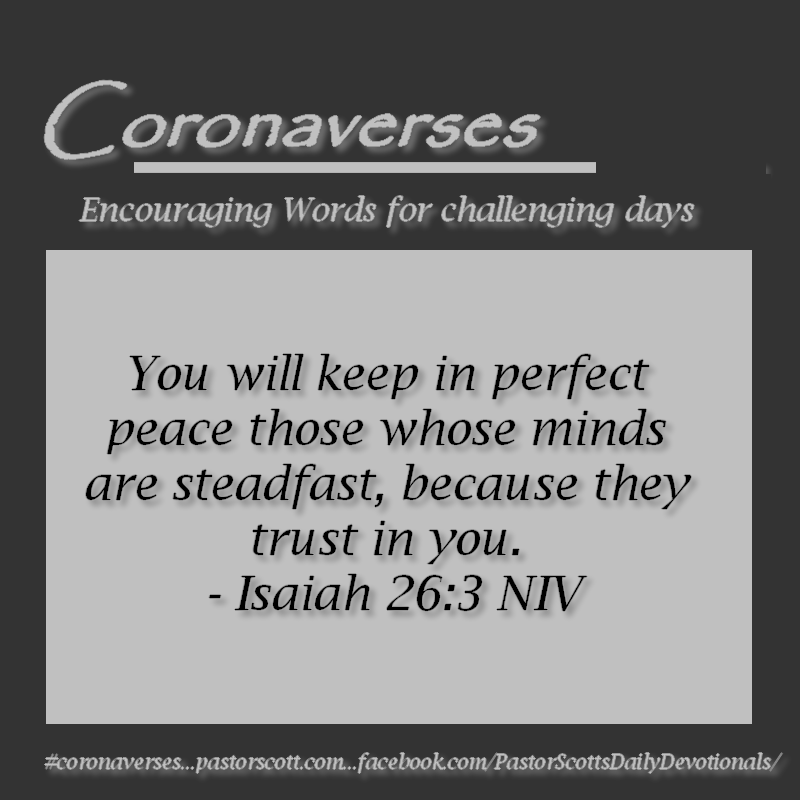 Coronaverses
Encouraging Words for challenging days
You will keep in perfect
peace those whose minds
are steadfast, because they
trust in you.
- Isaiah 26:3 NIV
#coronaverses...pastorscott.com...facebook.com/PastorScottsDailyDevotionals/